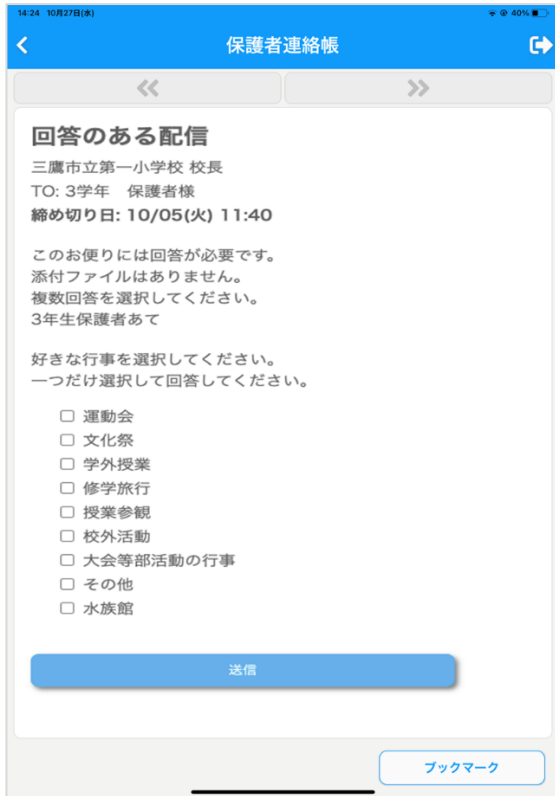 14:24 10月27日(水)
40%
保護者連絡帳
回答のある配信
三鷹市立第一小学校 校長
TO: 3学年　保護者様
締め切り日: 10/05(火) 11:40
このお便りには回答が必要です。
添付ファイルはありません。
複数回答を選択してください。
3年生保護者あて
好きな行事を選択してください。
一つだけ選択して回答してください。
運動会
文化祭
学外授業
修学旅行
授業参観
校外活動
大会等部活動の行事
その他
水族館
送信
ブックマーク